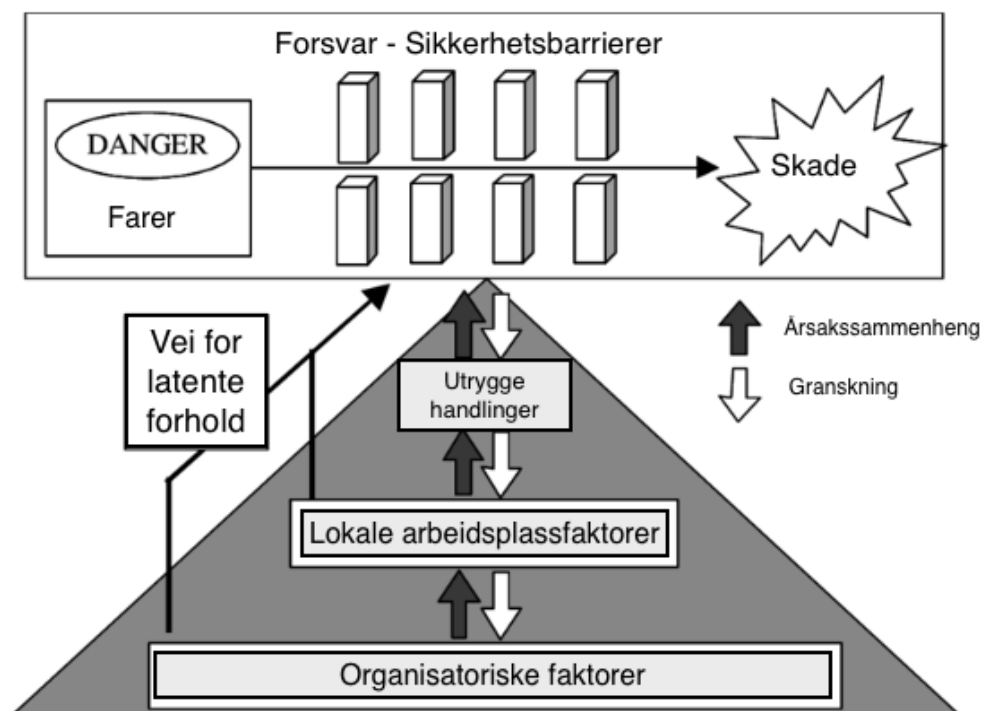 Forsvar - Sikkerhetsbarrierer
DANGER
Farer
Skade
Vei for
latente
forhold
Årsakssammenheng
Granskning
Utrygge
handlinger
Lokale arbeidsplassfaktorer
Organisatoriske faktorer